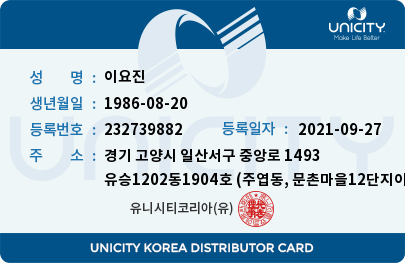 UNICITY
Make Life Better
성 명 : 이요진
생년월일 : 1986-08-20
등록번호 : 232739882 등록일자 : 2021-09-27
주 소 : 경기 고양시 일산서구 중앙로 1493
유승1202동1904호 (주엽동, 문촌마을12단지아
유니시티코리아(유)
UNICITY
UNICITY KOREA DISTRIBUTOR CARD